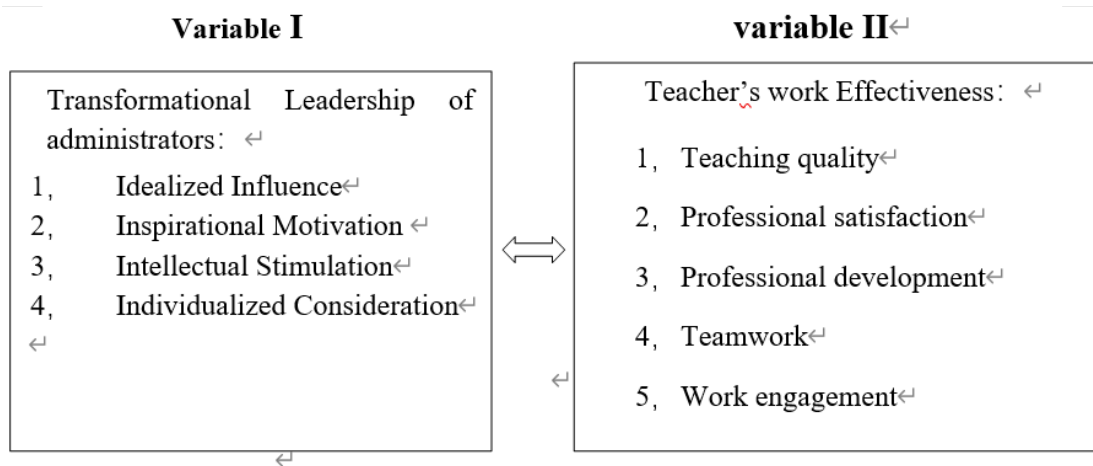 Variable I
Transformational Leadership of
administrators：
1, Idealized Influence
2, Inspirational Motivation
3, Intellectual Stimulation
4, Individualized Consideration
variable II
Teacher’s work Effectiveness：
1, Teaching quality
2, Professional satisfaction
3, Professional development
4, Teamwork
5, Work engagement